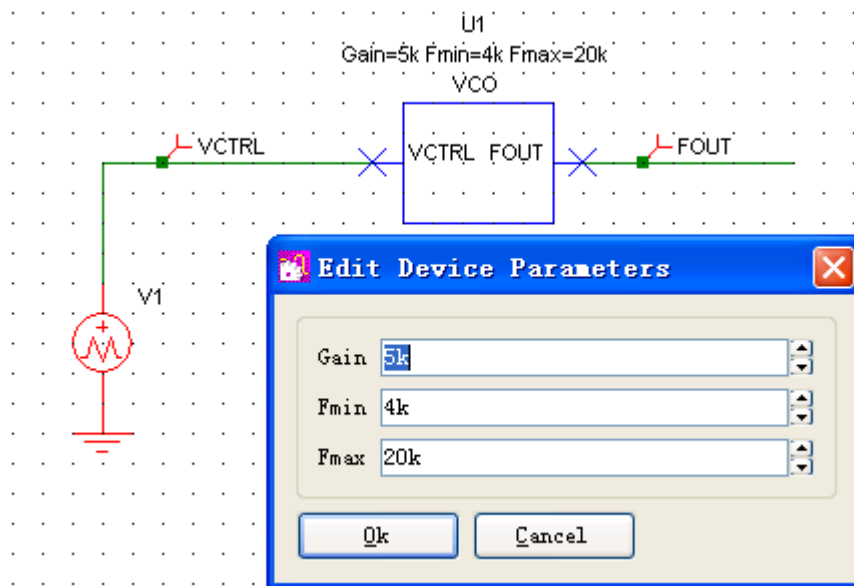 U1
Gain=5k Fmin=4k Fmax=20k
VCO
VCTRL
VCTRL FOUT
FOUT
V1
Edit Device Parameters
Gain 5k
Fmin 4k
Fmax 20k
Ok Cancel